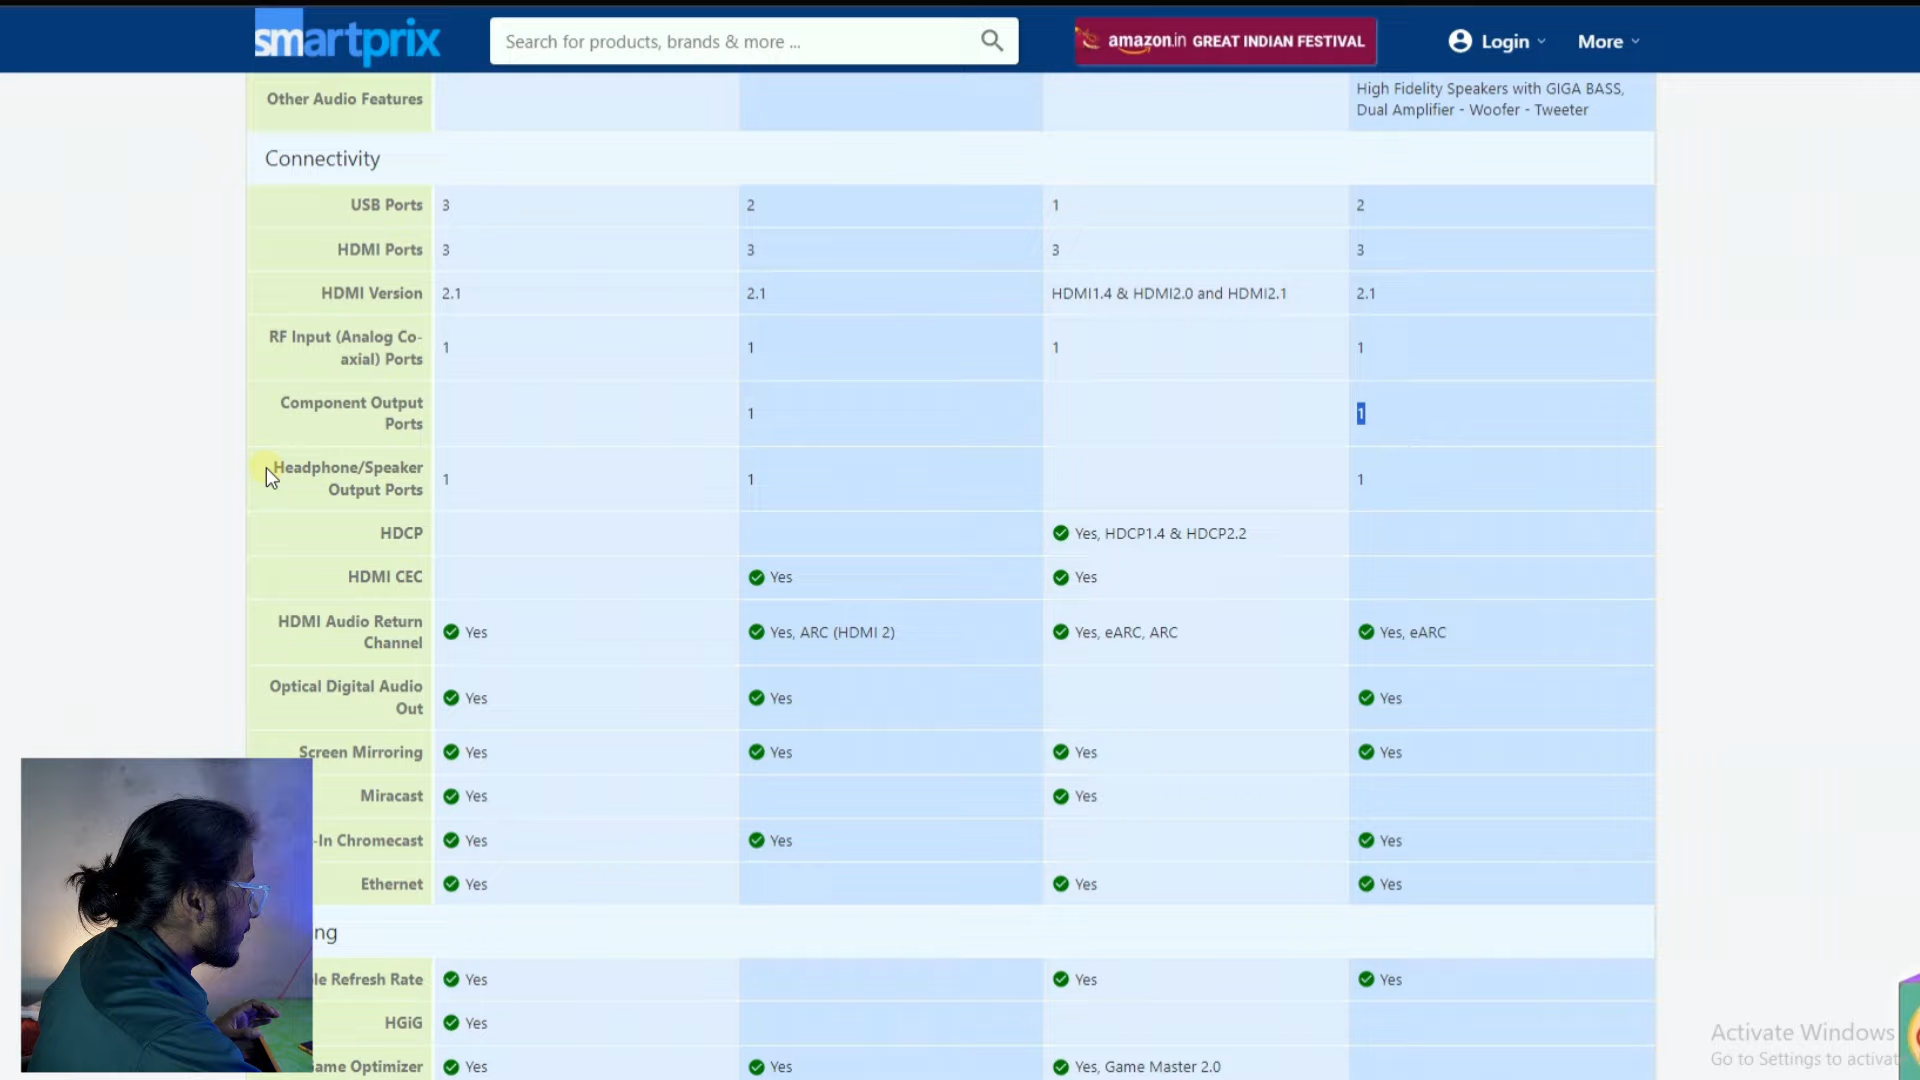 smartprix
Search for products, brands & more ...
amazon.in GREAT INDIAN FESTIVAL
Login
More
Other Audio Features
High Fidelity Speakers with GIGA BASS,
Dual Amplifier - Woofer - Tweeter
Connectivity
USB Ports 3 2 1 2
HDMI Ports 3 3 3 3
HDMI Version 2.1 2.1 HDMI1.4 & HDMI2.0 and HDMI2.1 2.1
RF Input (Analog Co-
axial) Ports 1 1 1 1
Component Output
Ports 1 1
Headphone/Speaker
Output Ports 1 1 1
HDCP Yes, HDCP1.4 & HDCP2.2
HDMI CEC Yes Yes
HDMI Audio Return
Channel Yes Yes, ARC (HDMI 2) Yes, eARC, ARC Yes, eARC
Optical Digital Audio
Out Yes Yes Yes
Screen Mirroring Yes Yes Yes Yes
Miracast Yes Yes
-In Chromecast Yes Yes Yes
Ethernet Yes Yes Yes
ng
le Refresh Rate Yes Yes Yes
HGiG Yes
ame Optimizer Yes Yes Yes, Game Master 2.0
Activate Windows
Go to Settings to activat